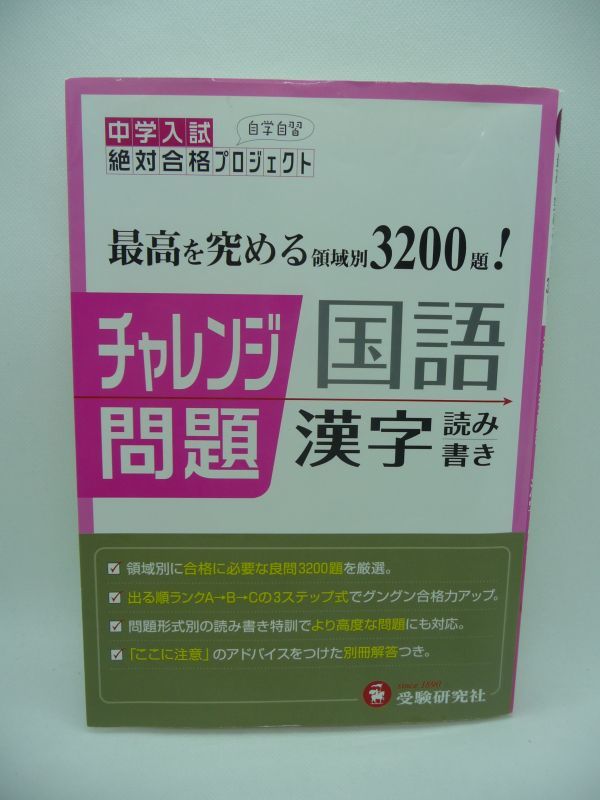 中学入試
自学自習
絶対合格プロジェクト
最高を究める領域別3200題!
チャレンジ
問題
国語
漢字 読み
書き
領域別に合格に必要な良問3200題を厳選。
出る順ランクA→B→Cの3ステップ式でグングン合格力アップ。
問題形式別の読み書き特訓でより高度な問題にも対応。
「ここに注意」のアドバイスをつけた別冊解答つき。
since 1890
受験研究社